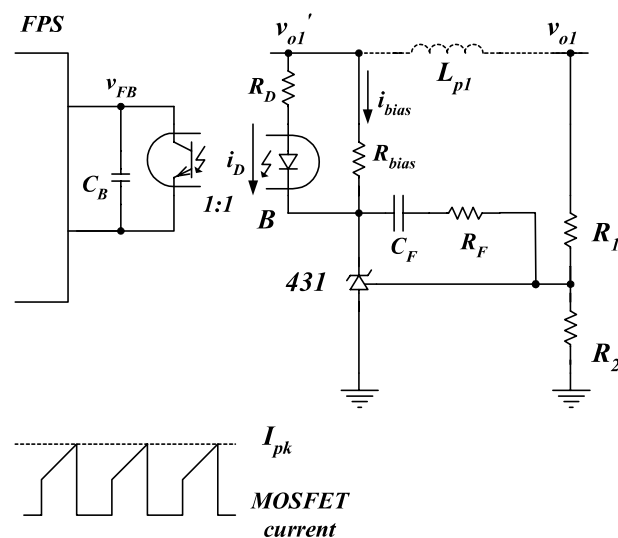 FPS
v_o1'
v_o1
L_p1
v_FB
R_D
i_bias
i_D
R_bias
C_B
1:1
B
C_F
R_F
R_1
431
R_2
I_pk
MOSFET
current